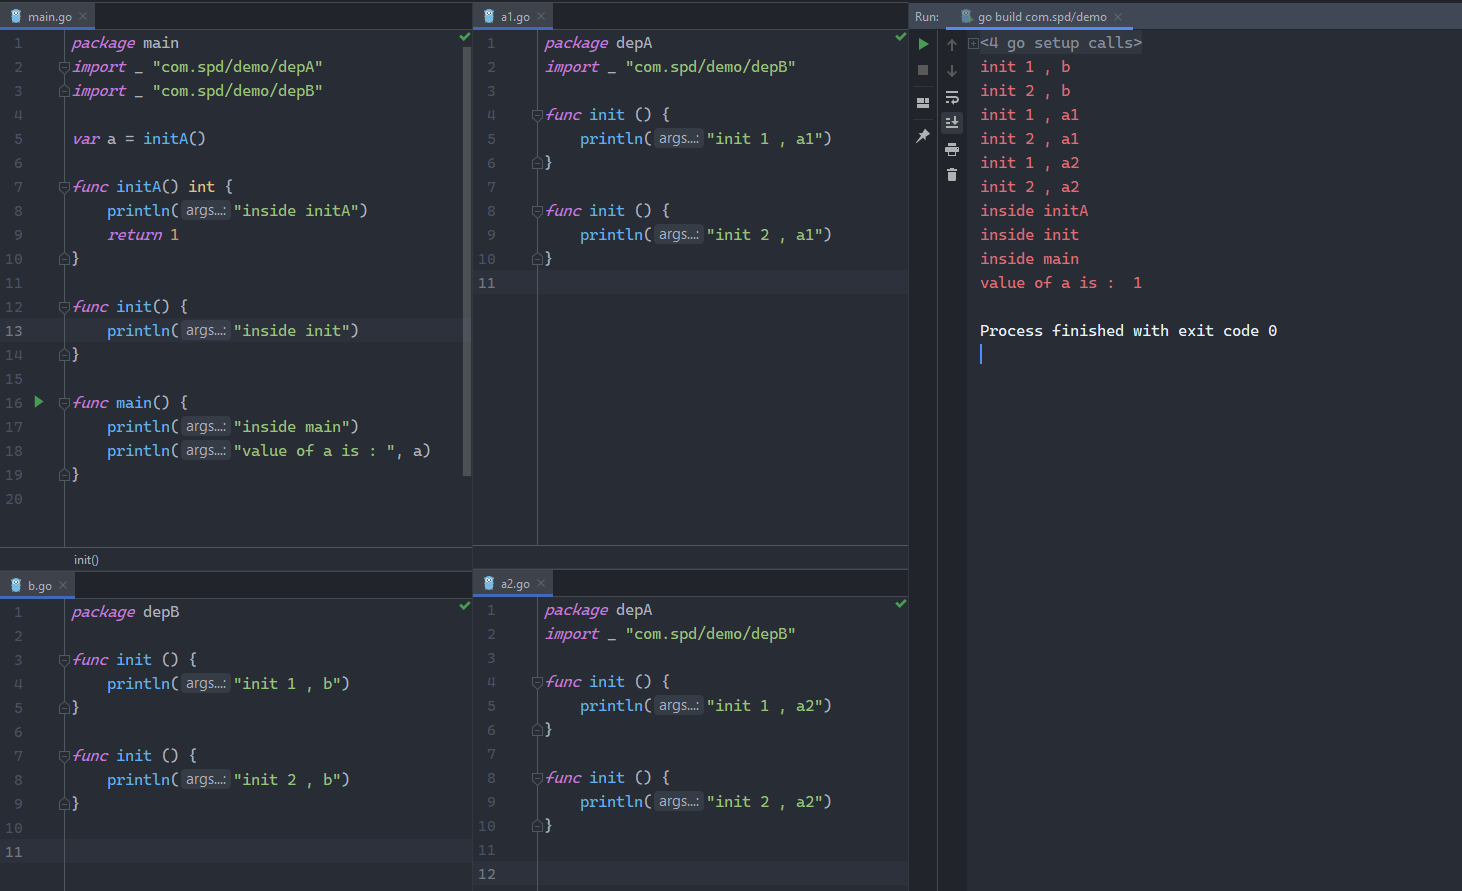 main.go
1 package main
2 import _ "com.spd/demo/depA"
3 import _ "com.spd/demo/depB"
4
5 var a = initA()
6
7 func initA() int {
8 println( args...: "inside initA")
9 return 1
10 }
11
12 func init() {
13 println( args...: "inside init")
14 }
15
16 func main() {
17 println( args...: "inside main")
18 println( args...: "value of a is : ", a)
19 }
20
init()
a1.go
1 package depA
2 import _ "com.spd/demo/depB"
3
4 func init () {
5 println( args...: "init 1 , a1")
6 }
7
8 func init () {
9 println( args...: "init 2 , a1")
10 }
11
b.go
1 package depB
2
3 func init () {
4 println( args...: "init 1 , b")
5 }
6
7 func init () {
8 println( args...: "init 2 , b")
9 }
10
11
a2.go
1 package depA
2 import _ "com.spd/demo/depB"
3
4 func init () {
5 println( args...: "init 1 , a2")
6 }
7
8 func init () {
9 println( args...: "init 2 , a2")
10 }
11
12
Run: go build com.spd/demo
<4 go setup calls>
init 1 , b
init 2 , b
init 1 , a1
init 2 , a1
init 1 , a2
init 2 , a2
inside initA
inside init
inside main
value of a is :  1
Process finished with exit code 0